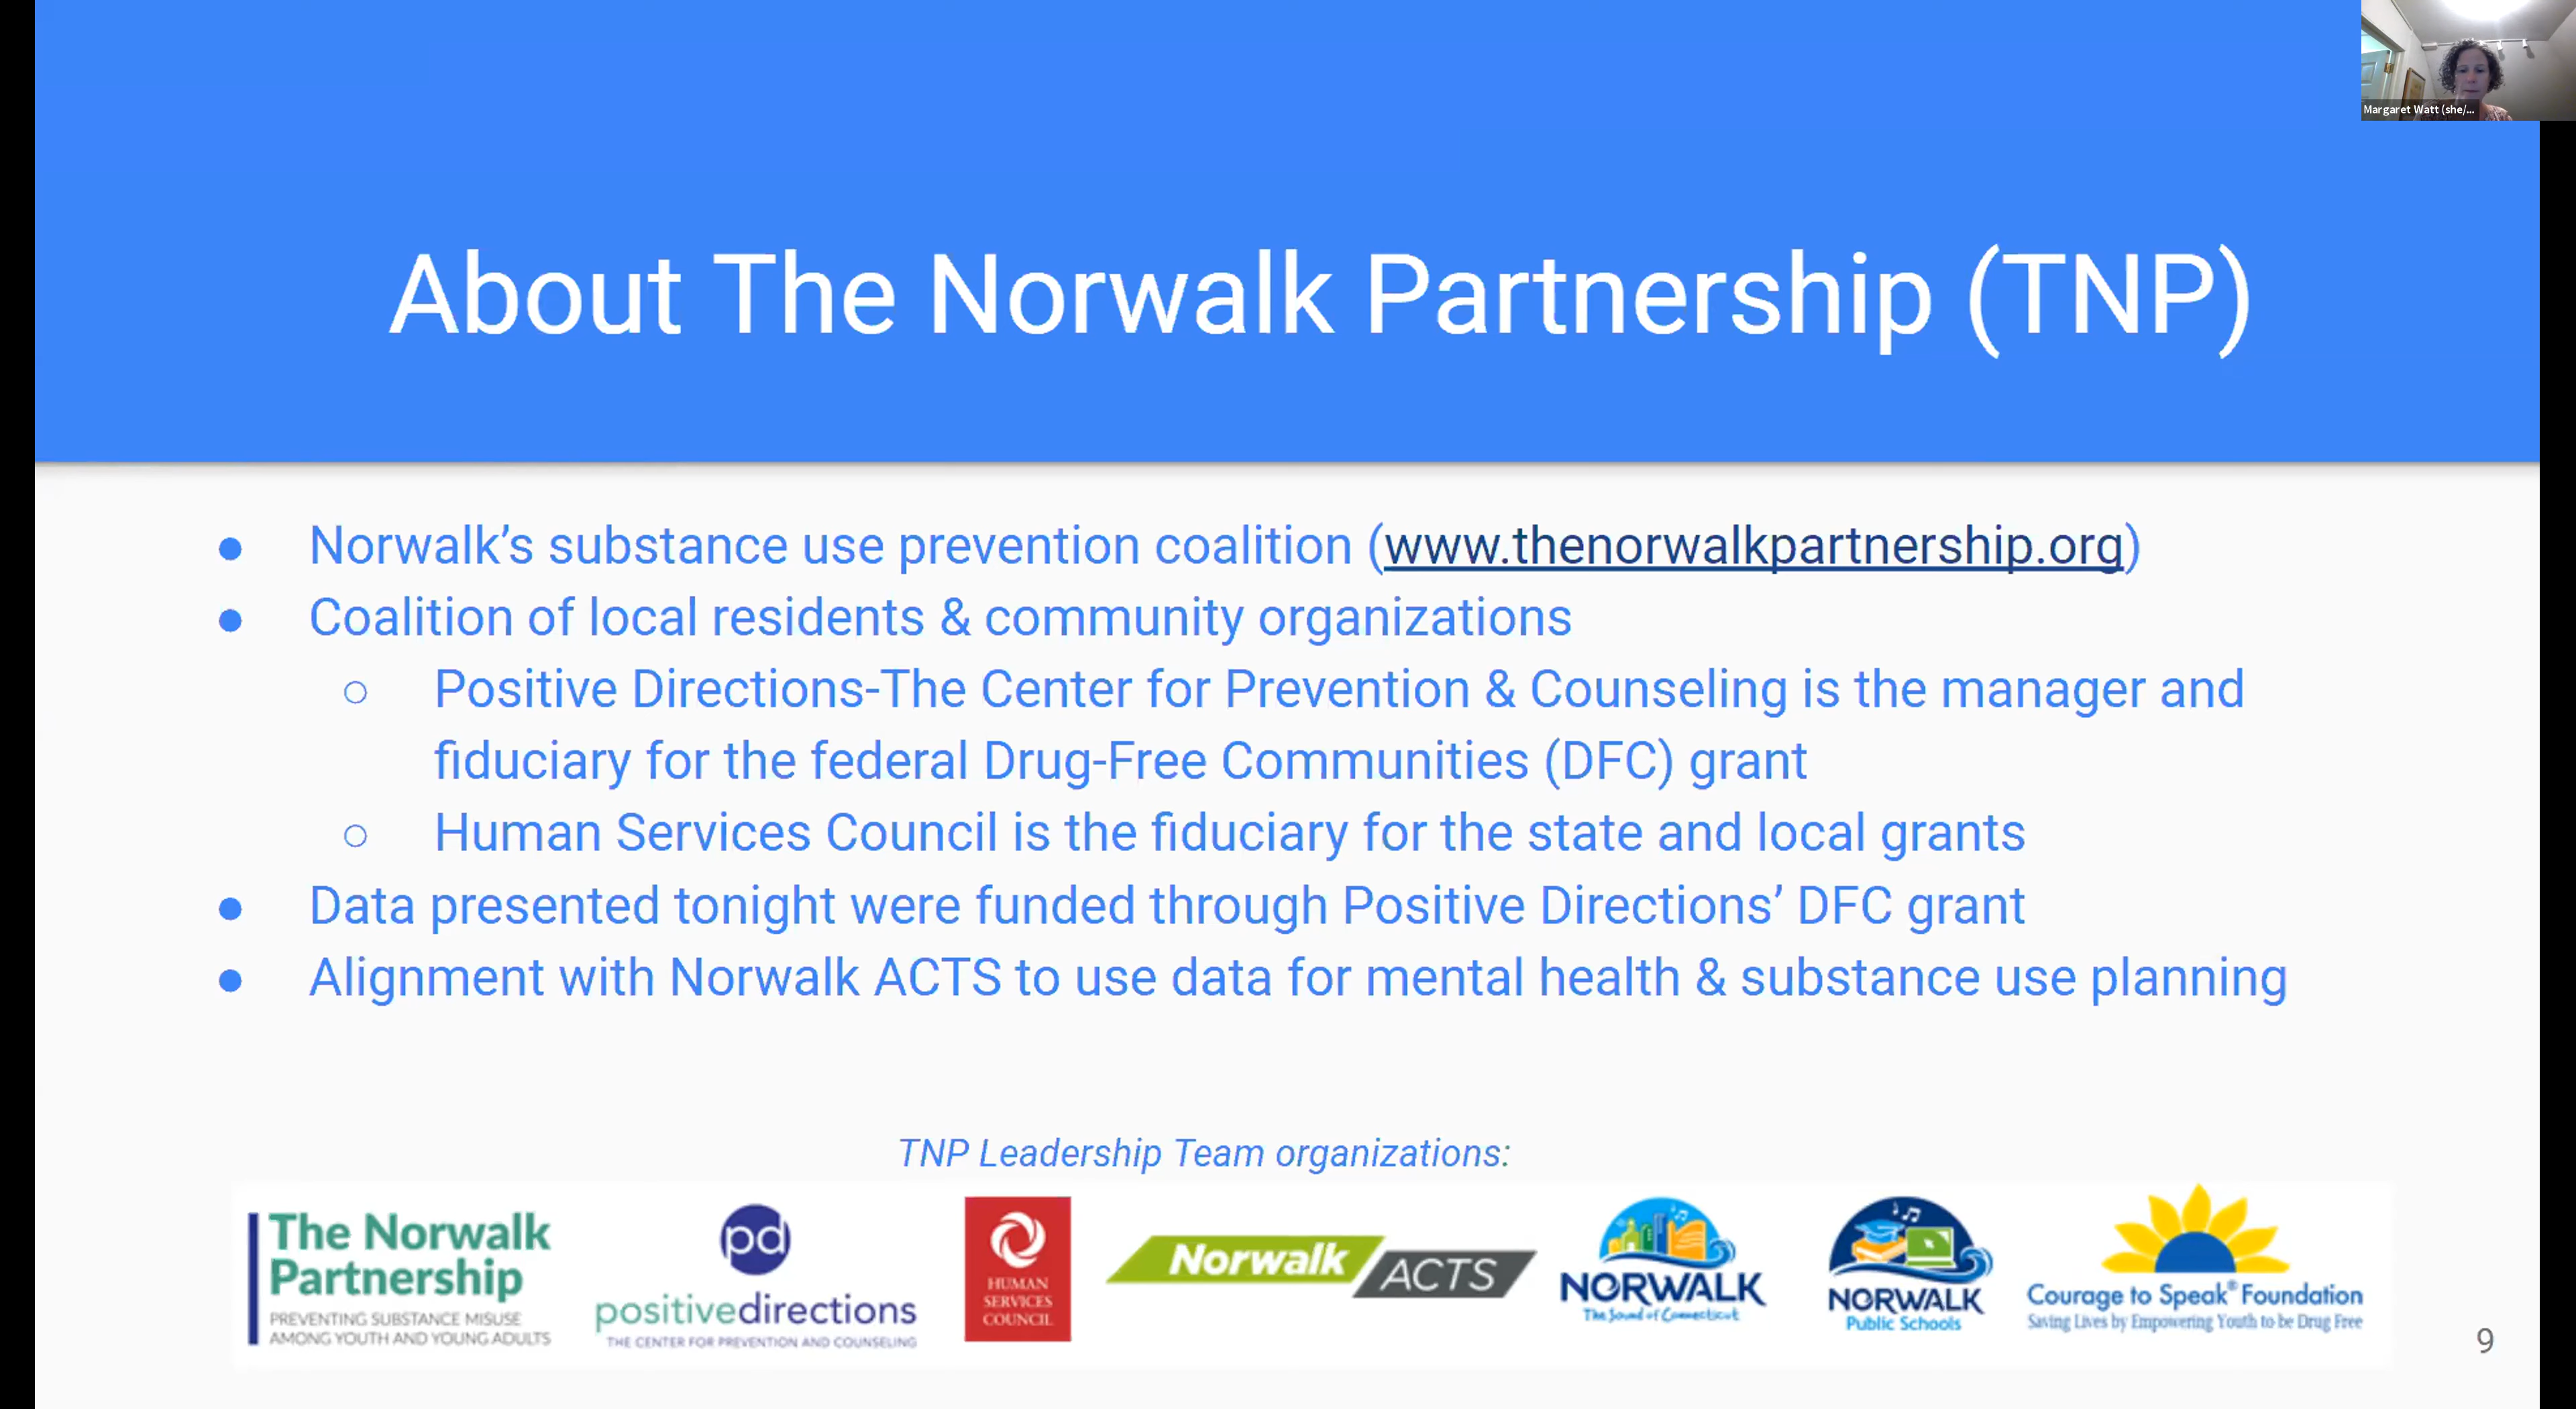 Margaret Watt (she/...
About The Norwalk Partnership (TNP)
● Norwalk’s substance use prevention coalition (www.thenorwalkpartnership.org)
● Coalition of local residents & community organizations
○ Positive Directions-The Center for Prevention & Counseling is the manager and
fiduciary for the federal Drug-Free Communities (DFC) grant
○ Human Services Council is the fiduciary for the state and local grants
● Data presented tonight were funded through Positive Directions’ DFC grant
● Alignment with Norwalk ACTS to use data for mental health & substance use planning
TNP Leadership Team organizations:
The Norwalk
Partnership
PREVENTING SUBSTANCE MISUSE
AMONG YOUTH AND YOUNG ADULTS
pd
positivedirections
THE CENTER FOR PREVENTION AND COUNSELING
HUMAN
SERVICES
COUNCIL
Norwalk ACTS
NORWALK
The Sound of Connecticut
NORWALK
Public Schools
Courage to Speak® Foundation
Saving Lives by Empowering Youth to be Drug Free
9